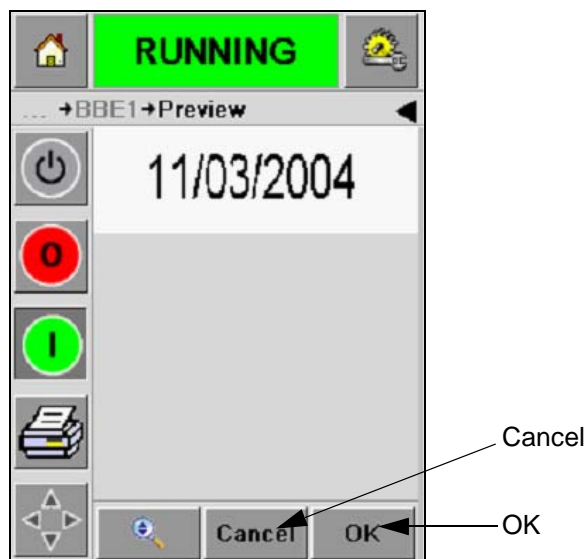 RUNNING
... →BBE1→Preview
11/03/2004
O
I
Cancel
Cancel OK
OK